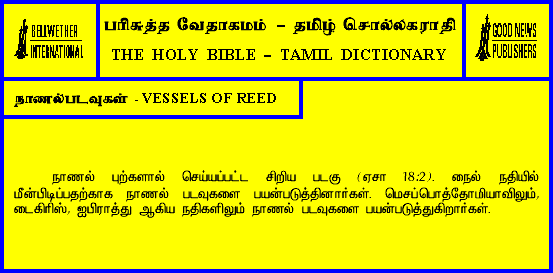 BELLWETHER
INTERNATIONAL
பரிசுத்த வேதாகமம் – தமிழ் சொல்லகராதி
THE HOLY BIBLE – TAMIL DICTIONARY
GOOD NEWS
PUBLISHERS
நாணல்படவுகள் - VESSELS OF REED
நாணல் புற்களால் செய்யப்பட்ட சிறிய படகு (ஏசா 18:2). நைல் நதியில்
மீன்பிடிப்பதற்காக நாணல் படவுகளை பயன்படுத்தினார்கள். மெசப்பொத்தோமியாவிலும்,
டைகிரிஸ், ஐபிராத்து ஆகிய நதிகளிலும் நாணல் படவுகளை பயன்படுத்துகிறார்கள்.